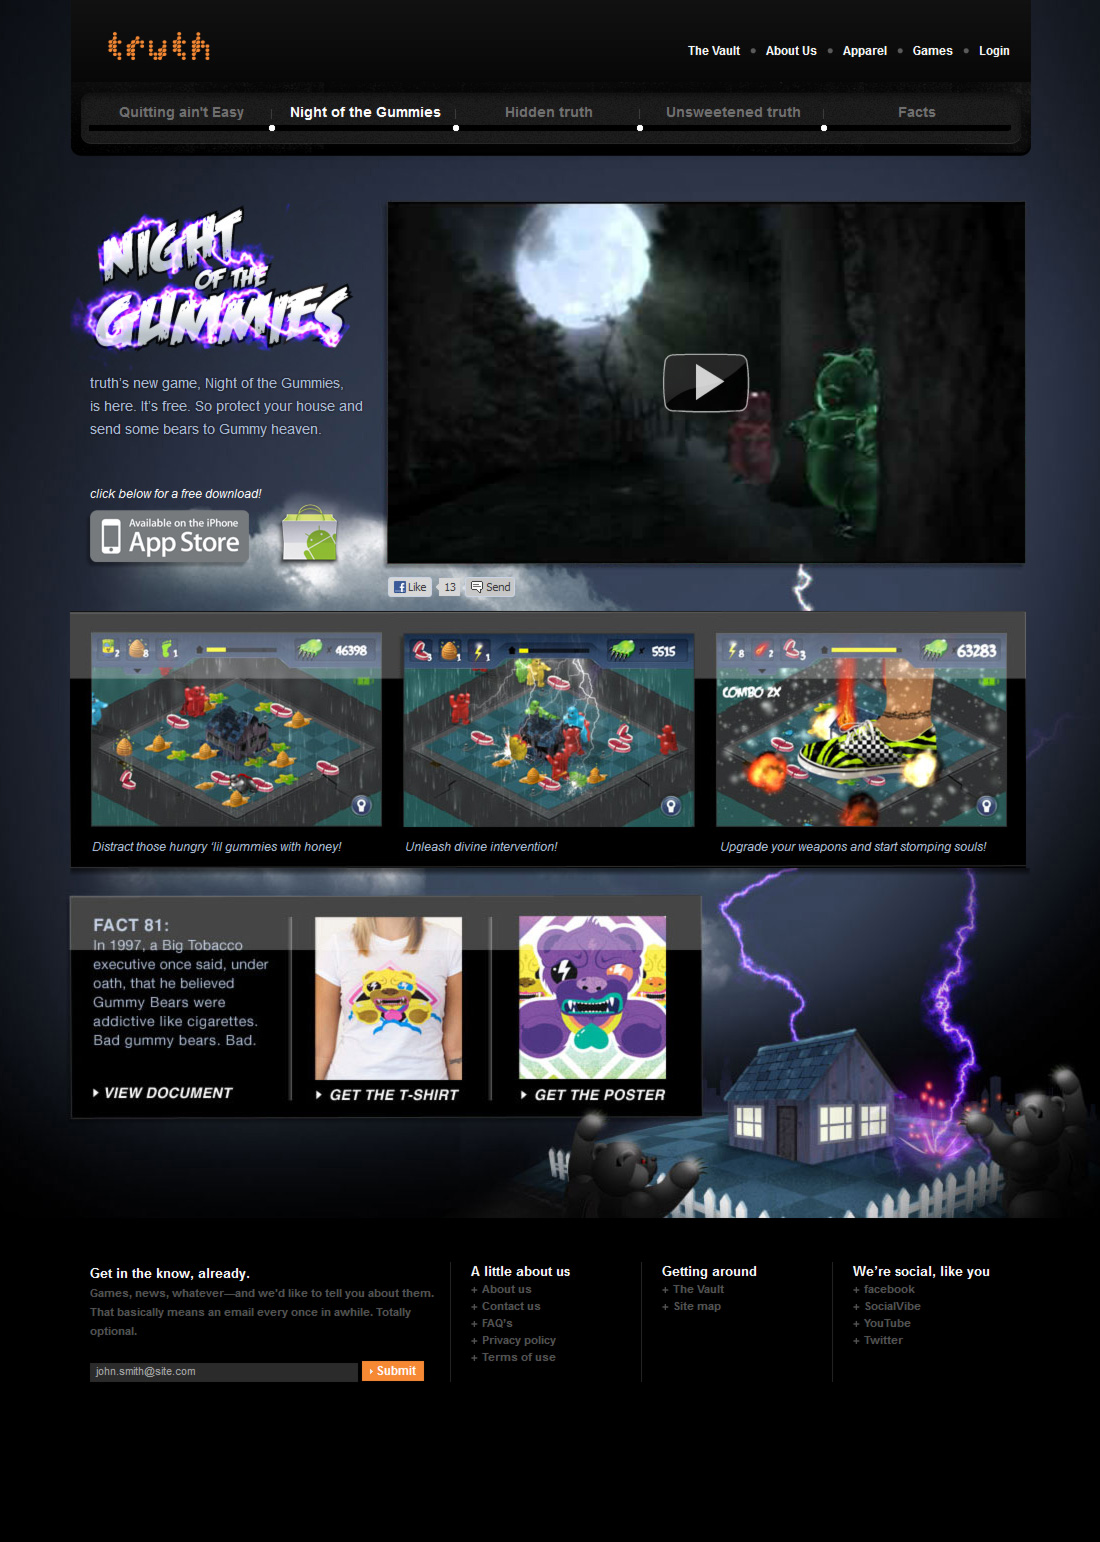 truth
The Vault • About Us • Apparel • Games • Login
Quitting ain't Easy
Night of the Gummies
Hidden truth
Unsweetened truth
Facts
NIGHT
OF THE
GUMMIES
truth's new game, Night of the Gummies,
is here. It's free. So protect your house and
send some bears to Gummy heaven.
click below for a free download!
Available on the iPhone
App Store
Like
13
Send
2 8 1 x 46398
3 1 1 x 5515
8 2 3 x 63283
COMBO 2X
Distract those hungry 'lil gummies with honey!
Unleash divine intervention!
Upgrade your weapons and start stomping souls!
FACT 81:
In 1997, a Big Tobacco
executive once said, under
oath, that he believed
Gummy Bears were
addictive like cigarettes.
Bad gummy bears. Bad.
VIEW DOCUMENT
GET THE T-SHIRT
GET THE POSTER
Get in the know, already.
Games, news, whatever—and we'd like to tell you about them.
That basically means an email every once in awhile. Totally
optional.
john.smith@site.com
Submit
A little about us
+ About us
+ Contact us
+ FAQ's
+ Privacy policy
+ Terms of use
Getting around
+ The Vault
+ Site map
We're social, like you
+ facebook
+ SocialVibe
+ YouTube
+ Twitter